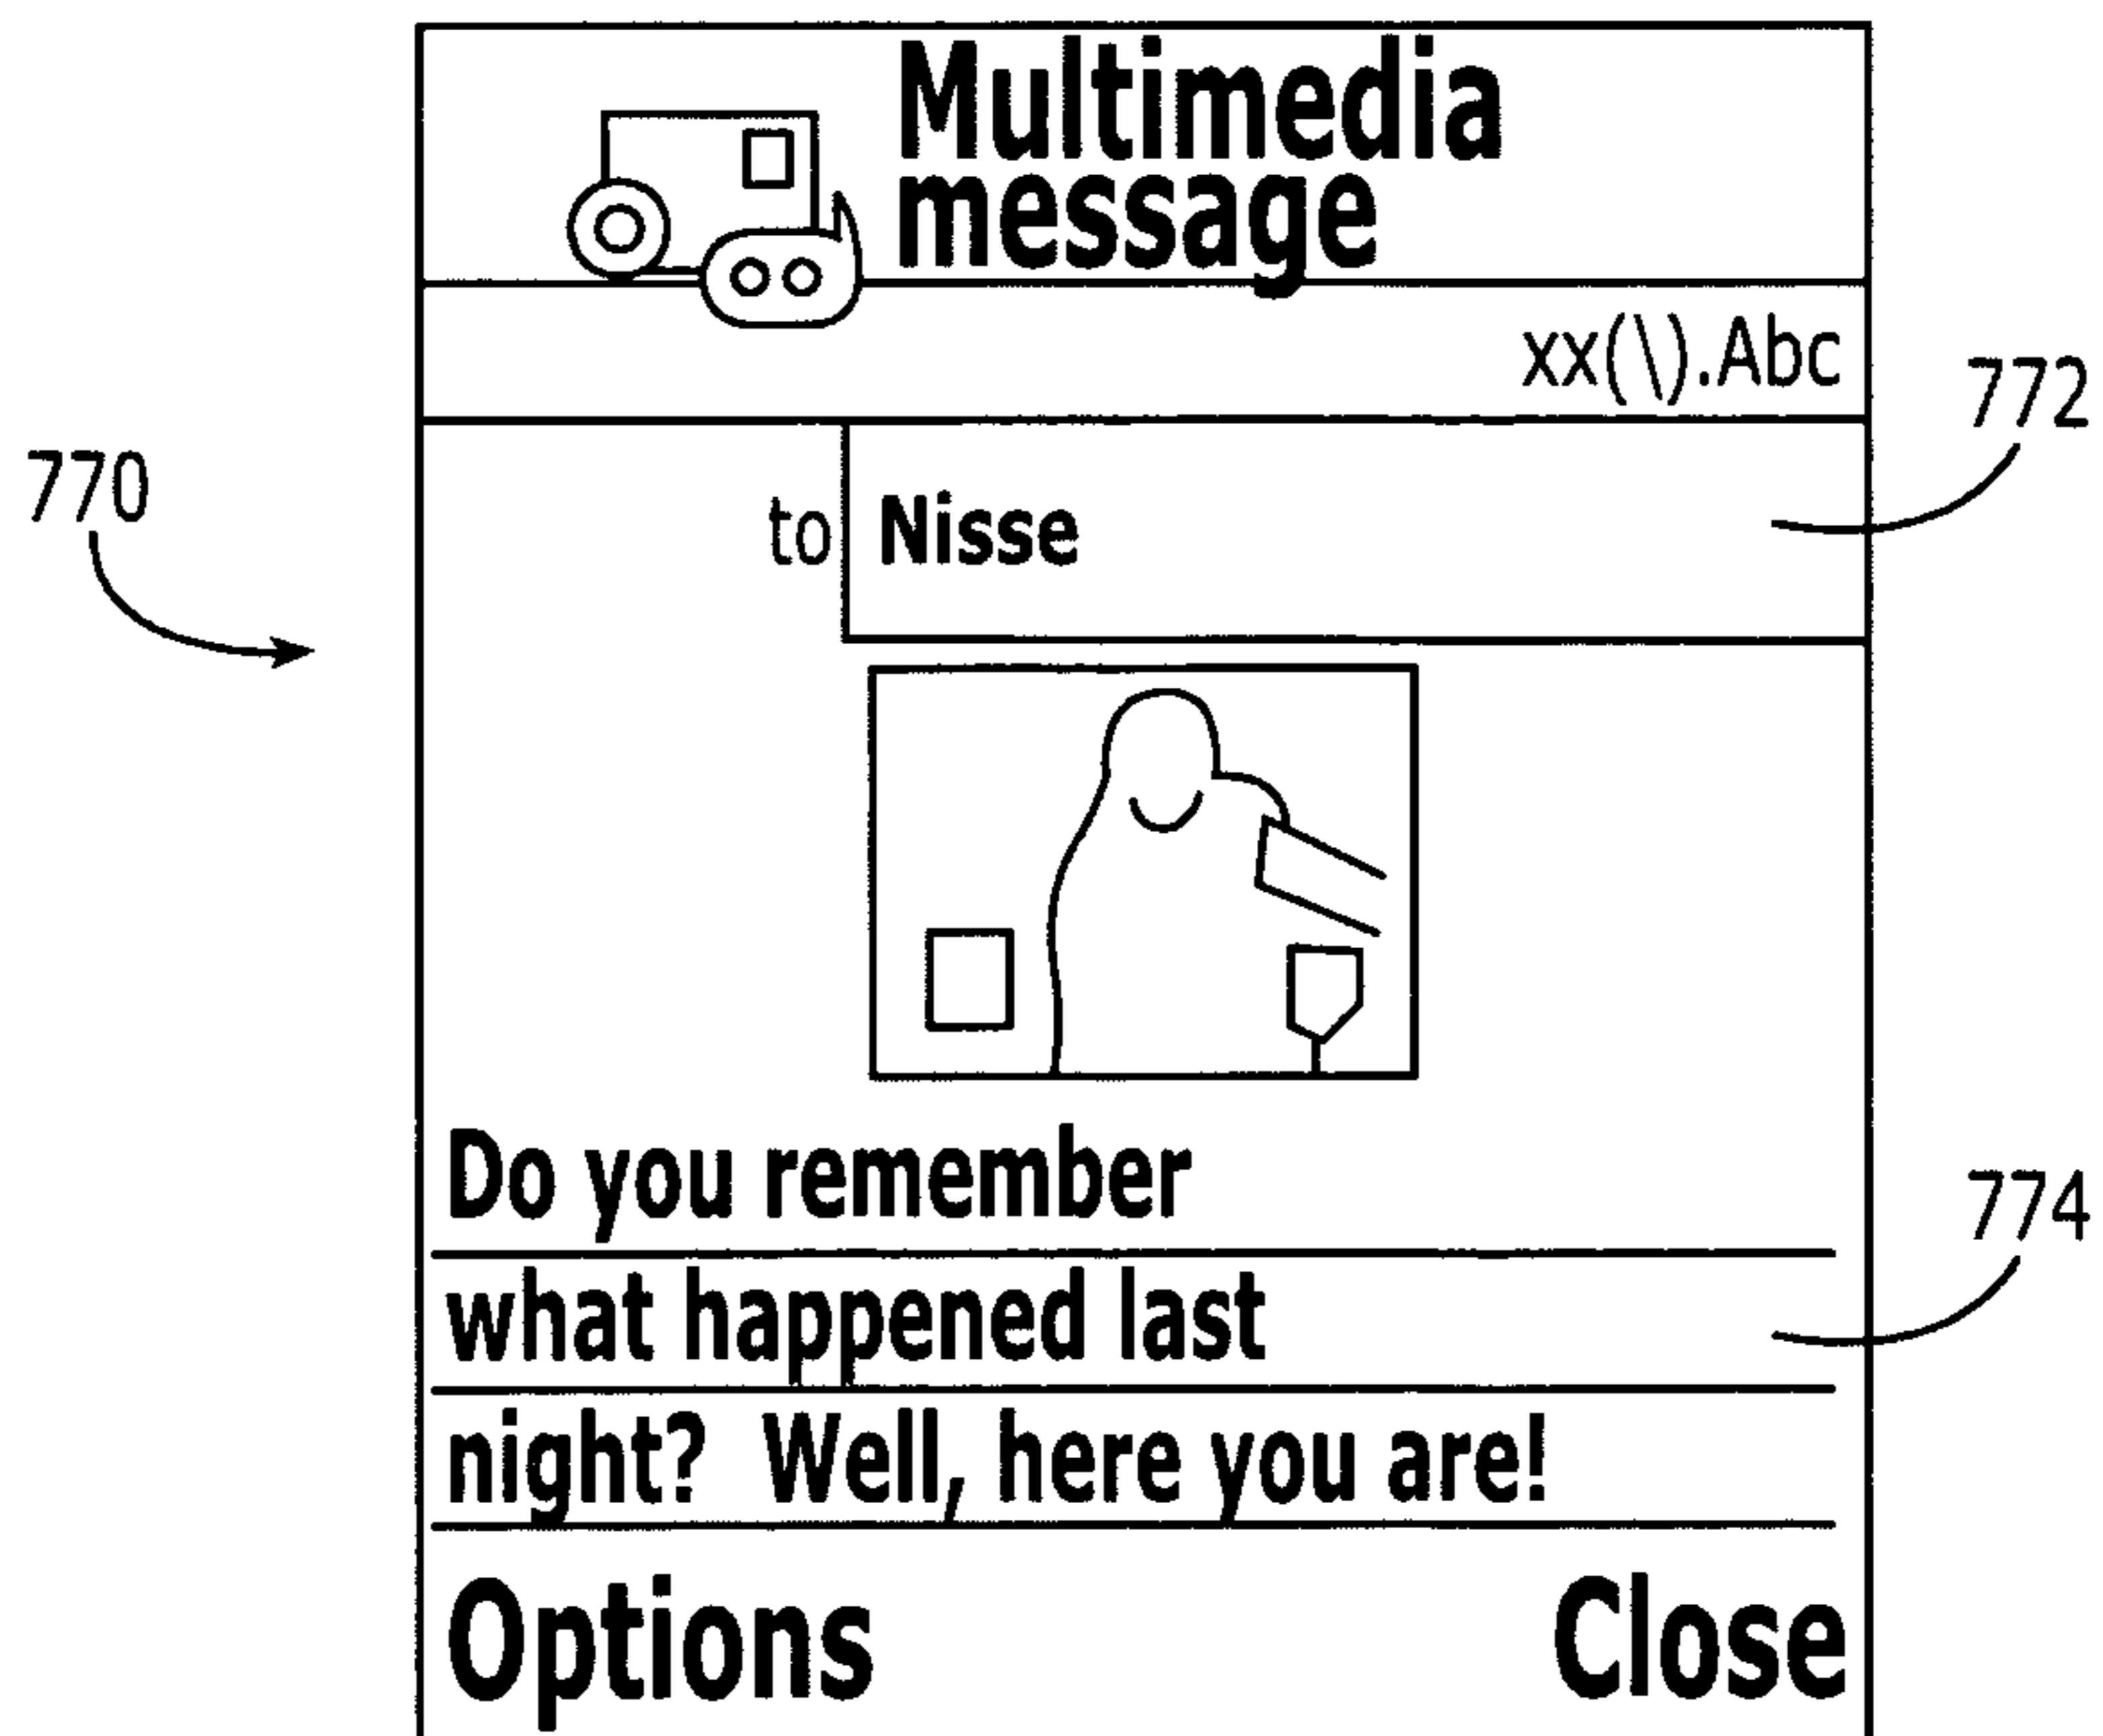 Multimedia
message
xx(\).Abc
772
770
to Nisse
Do you remember
774
what happened last
night? Well, here you are!
Options Close